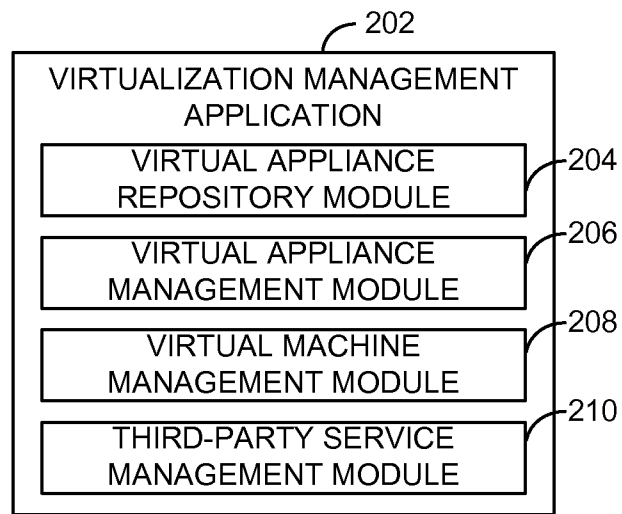 202
VIRTUALIZATION MANAGEMENT
APPLICATION
VIRTUAL APPLIANCE
REPOSITORY MODULE
204
VIRTUAL APPLIANCE
MANAGEMENT MODULE
206
VIRTUAL MACHINE
MANAGEMENT MODULE
208
THIRD-PARTY SERVICE
MANAGEMENT MODULE
210